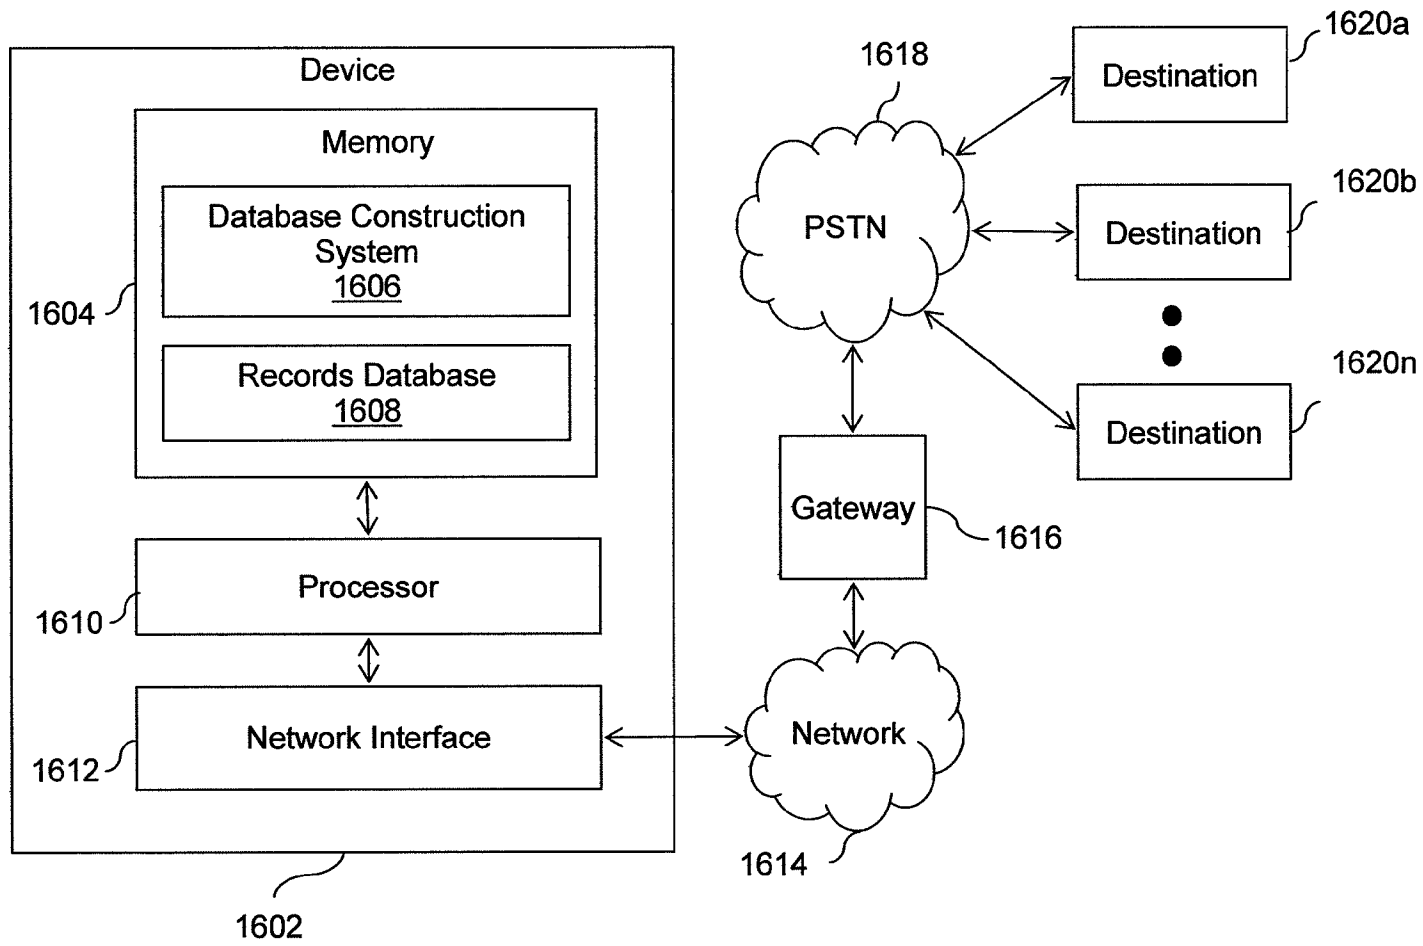 Device
Memory
Database Construction
System
1606
Records Database
1608
1604
Processor
1610
Network Interface
1612
1602
1618
PSTN
Gateway
1616
Network
1614
1620a
Destination
1620b
Destination
1620n
Destination